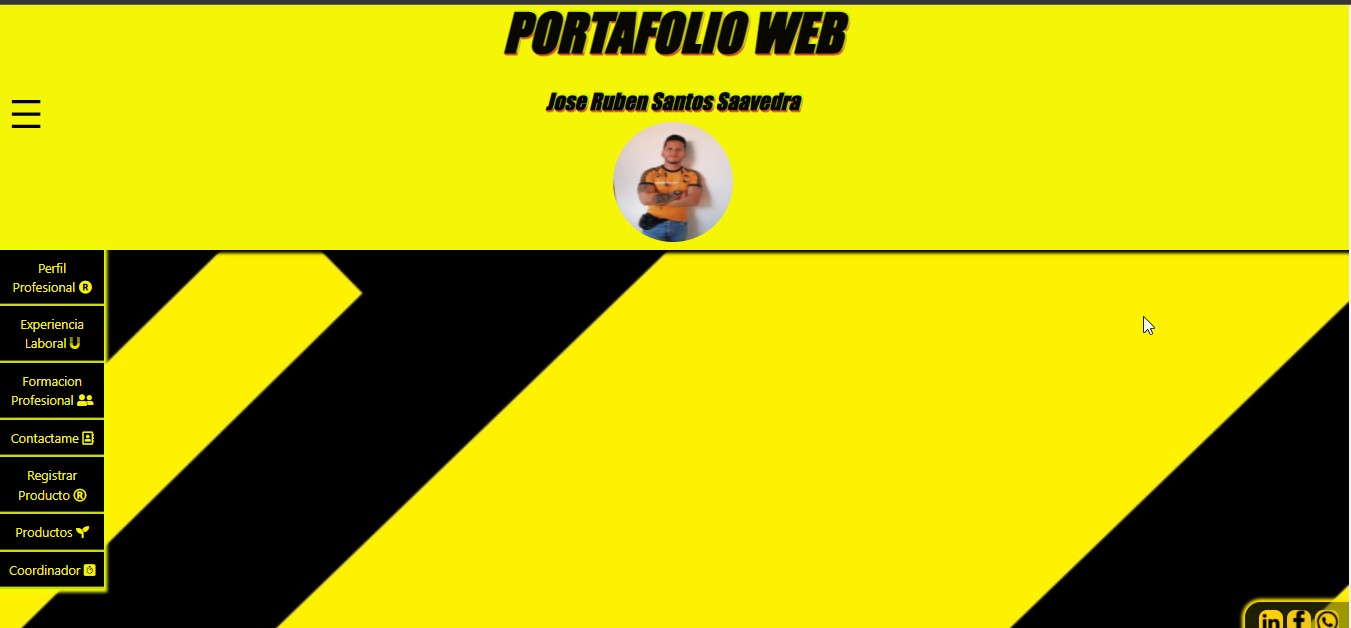 PORTAFOLIO WEB
Jose Ruben Santos Saavedra
Perfil
Profesional
Experiencia
Laboral
Formacion
Profesional
Contactame
Registrar
Producto
Productos
Coordinador